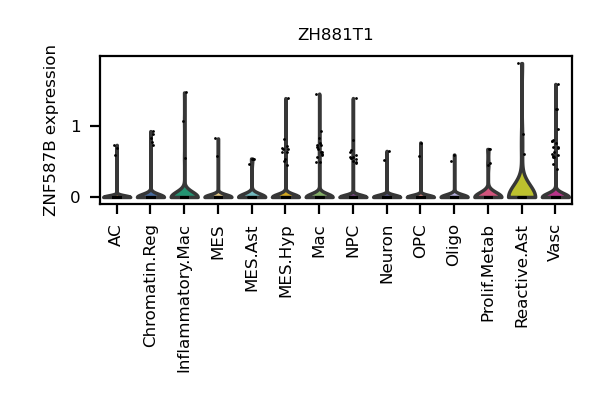 ZH881T1
ZNF587B expression
1
0
AC
Chromatin.Reg
Inflammatory.Mac
MES
MES.Ast
MES.Hyp
Mac
NPC
Neuron
OPC
Oligo
Prolif.Metab
Reactive.Ast
Vasc